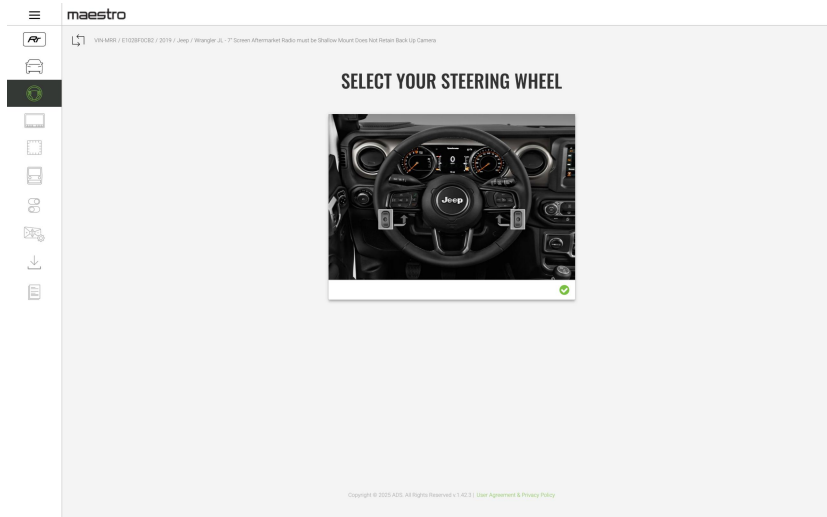 maestro
Rr
VIN-MRR / E1028F0CB2 / 2019 / Jeep / Wrangler JL - 7" Screen Aftermarket Radio must be Shallow Mount Does Not Retain Back Up Camera
SELECT YOUR STEERING WHEEL
Jeep
Copyright © 2025 ADS. All Rights Reserved v.1.42.2 | User Agreement & Privacy Policy